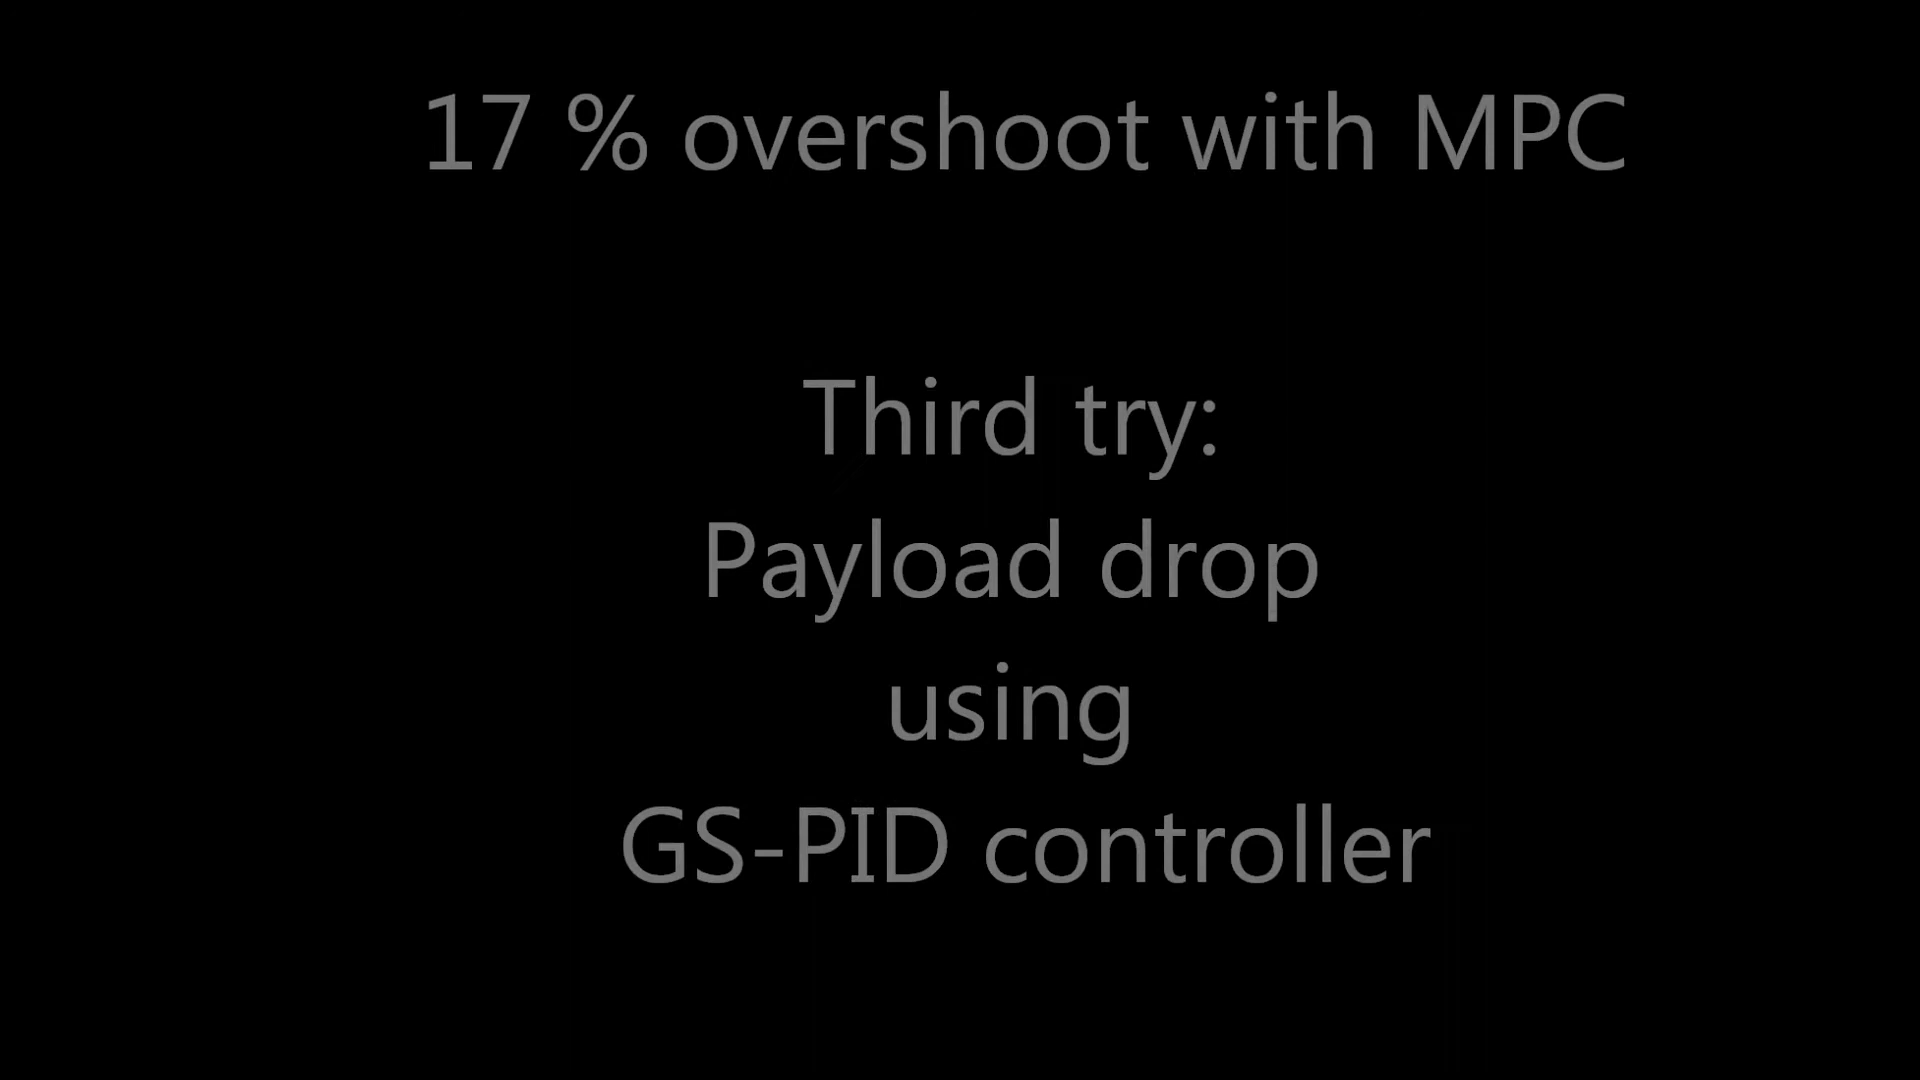 17 % overshoot with MPC
Third try:
Payload drop
using
GS-PID controller